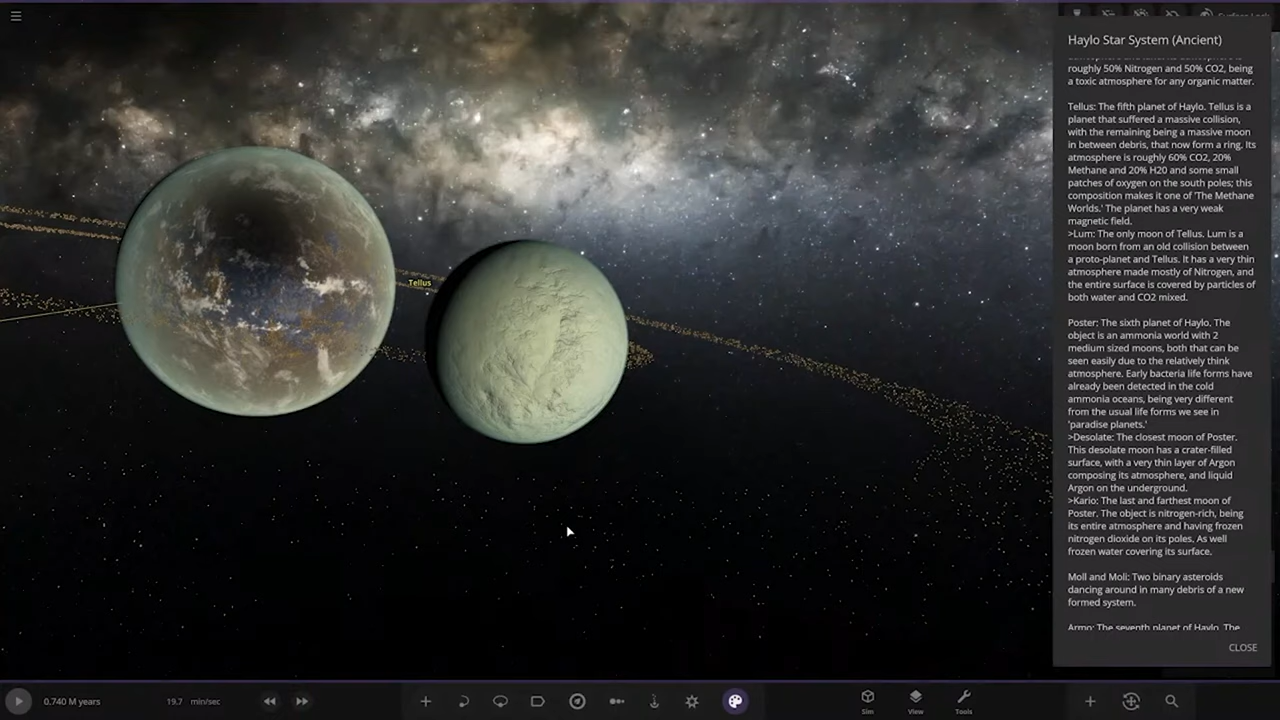 Surface Lock
Haylo Star System (Ancient)
roughly 50% Nitrogen and 50% CO2, being
a toxic atmosphere for any organic matter.
Tellus: The fifth planet of Haylo. Tellus is a
planet that suffered a massive collision,
with the remaining being a massive moon
in between debris, that now form a ring. Its
atmosphere is roughly 60% CO2, 20%
Methane and 20% H20 and some small
patches of oxygen on the south poles; this
composition makes it one of 'The Methane
Worlds.' The planet has a very weak
magnetic field.
>Lum: The only moon of Tellus. Lum is a
moon born from an old collision between
a proto-planet and Tellus. It has a very thin
atmosphere made mostly of Nitrogen, and
the entire surface is covered by particles of
both water and CO2 mixed.
Poster: The sixth planet of Haylo. The
object is an ammonia world with 2
medium sized moons, both that can be
seen easily due to the relatively think
atmosphere. Early bacteria life forms have
already been detected in the cold
ammonia oceans, being very different
from the usual life forms we see in
'paradise planets.'
>Desolate: The closest moon of Poster.
This desolate moon has a crater-filled
surface, with a very thin layer of Argon
composing its atmosphere, and liquid
Argon on the underground.
>Kario: The last and farthest moon of
Poster. The object is nitrogen-rich, being
its entire atmosphere and having frozen
nitrogen dioxide on its poles. As well
frozen water covering its surface.
Moll and Moli: Two binary asteroids
dancing around in many debris of a new
formed system.
Armo: The seventh planet of Haylo. The
CLOSE
Tellus
0.740 M years
19.7 min/sec
Sim
View
Tools